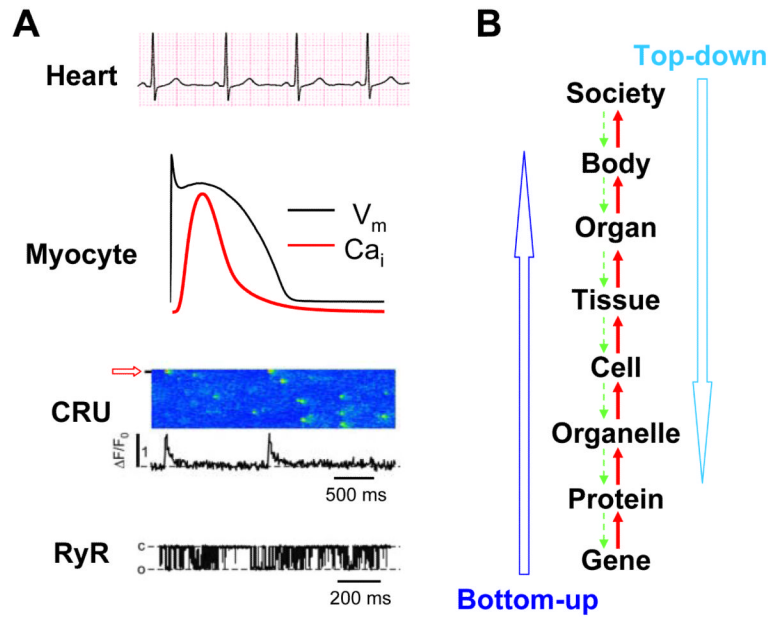 A
Heart
Myocyte
Vm
Cai
CRU
ΔF/F0
1
500 ms
RyR
c
o
200 ms
B
Top-down
Society
Body
Organ
Tissue
Cell
Organelle
Protein
Gene
Bottom-up